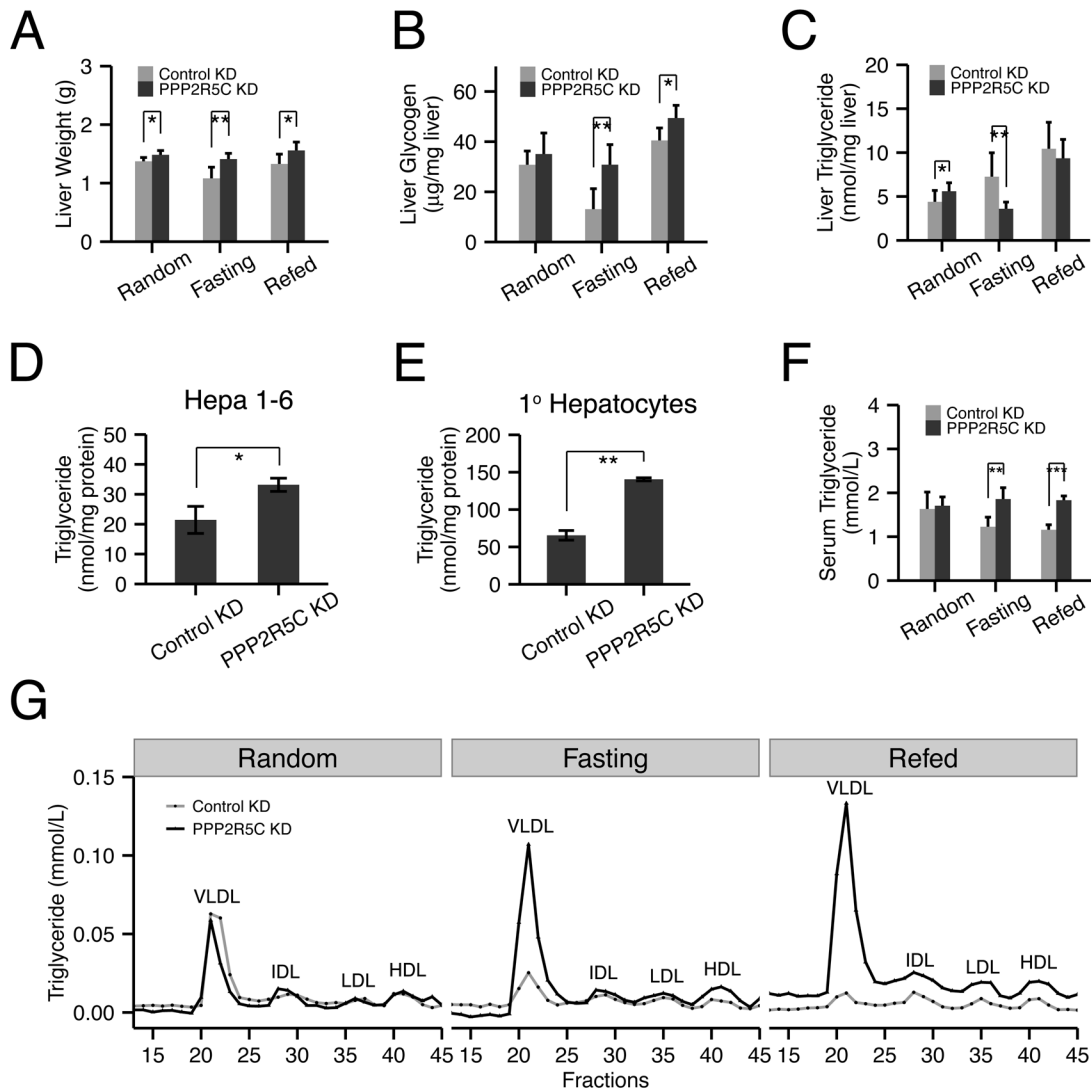 A
Liver Weight (g)
3
2
1
0
Control KD
PPP2R5C KD
*
**
*
Random
Fasting
Refed
B
Liver Glycogen
(µg/mg liver)
60
40
20
0
Control KD
PPP2R5C KD
**
*
Random
Fasting
Refed
C
Liver Triglyceride
(nmol/mg liver)
20
15
10
5
0
Control KD
PPP2R5C KD
*
**
Random
Fasting
Refed
D
Hepa 1-6
Triglyceride
(nmol/mg protein)
50
40
30
20
10
0
*
Control KD
PPP2R5C KD
E
1º Hepatocytes
Triglyceride
(nmol/mg protein)
200
150
100
50
0
**
Control KD
PPP2R5C KD
F
Serum Triglyceride
(mmol/L)
4
3
2
1
0
Control KD
PPP2R5C KD
**
***
Random
Fasting
Refed
G
Random
Fasting
Refed
Triglyceride (mmol/L)
0.15
0.10
0.05
0.00
Control KD
PPP2R5C KD
VLDL
IDL
LDL
HDL
VLDL
IDL
LDL
HDL
VLDL
IDL
LDL
HDL
15 20 25 30 35 40 45 15 20 25 30 35 40 45 15 20 25 30 35 40 45
Fractions